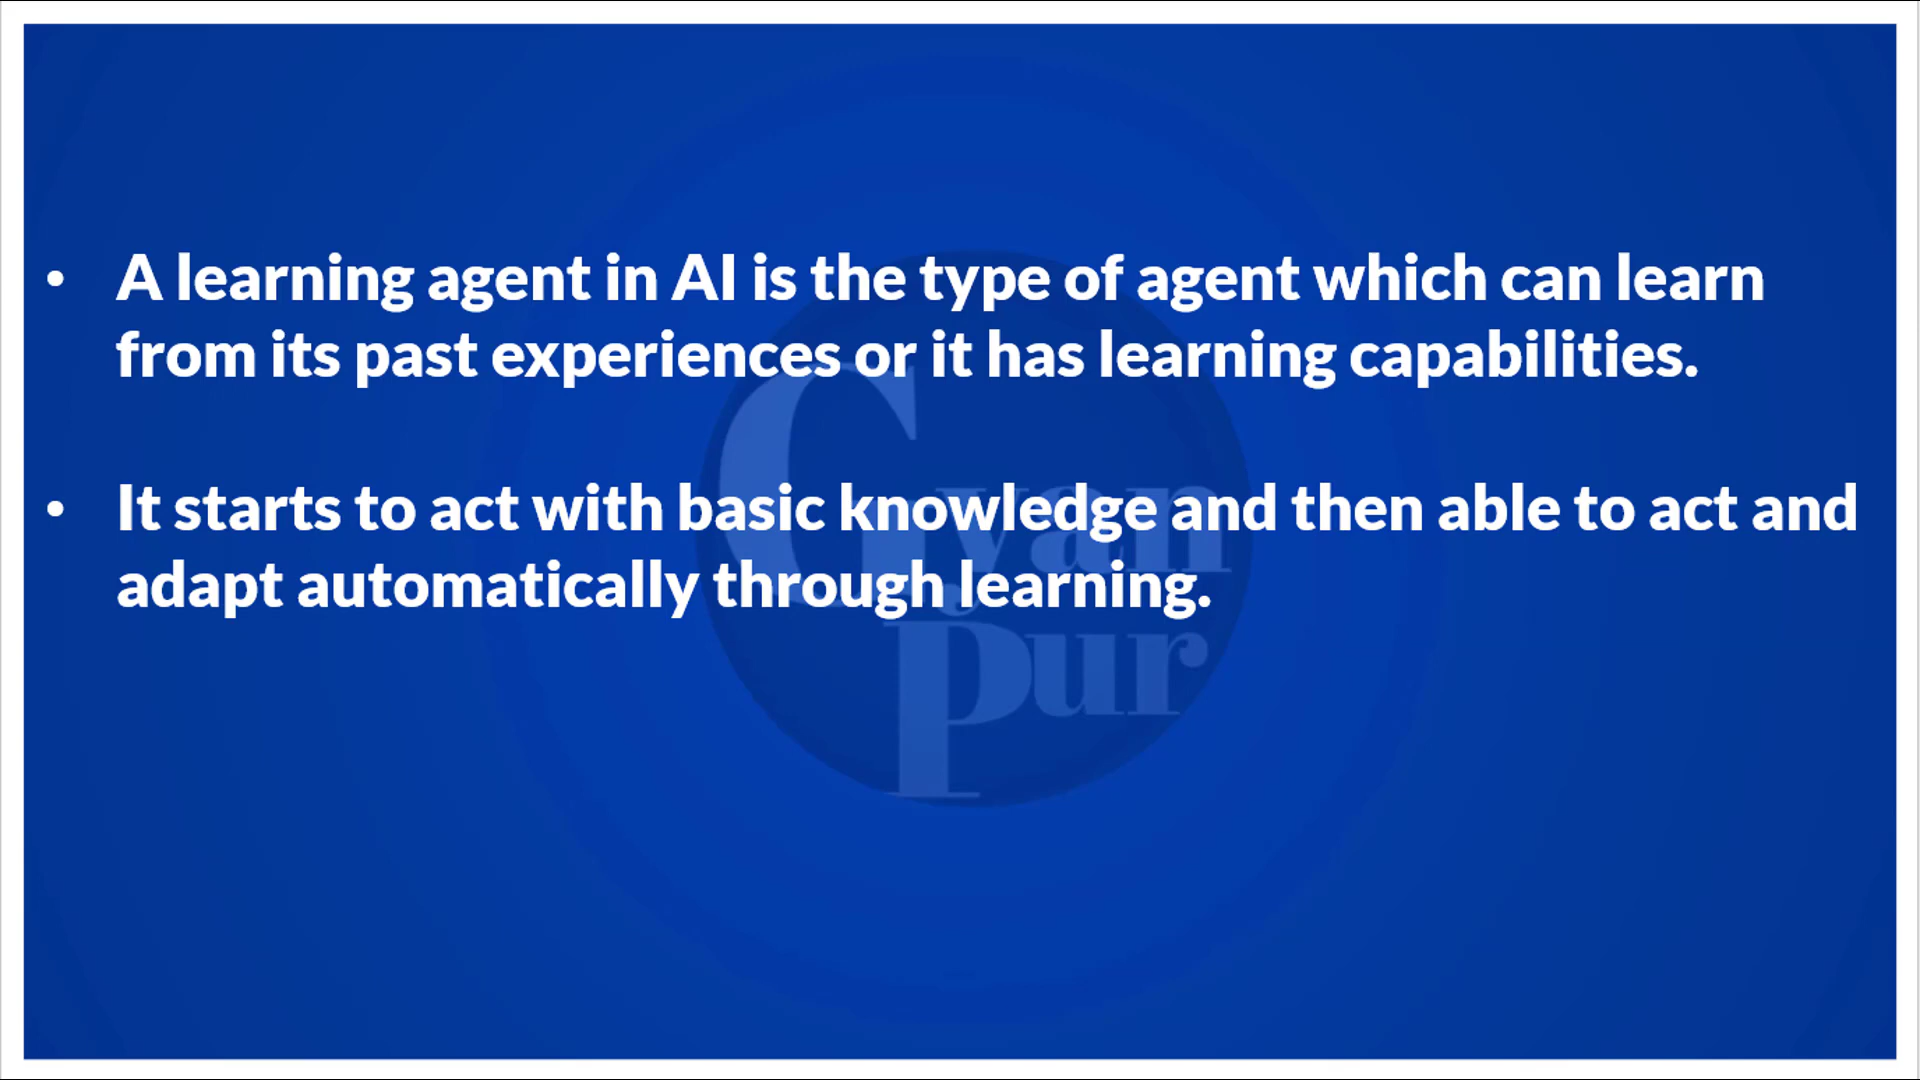 • A learning agent in AI is the type of agent which can learn
from its past experiences or it has learning capabilities.
• It starts to act with basic knowledge and then able to act and
adapt automatically through learning.
Gyan
Pur